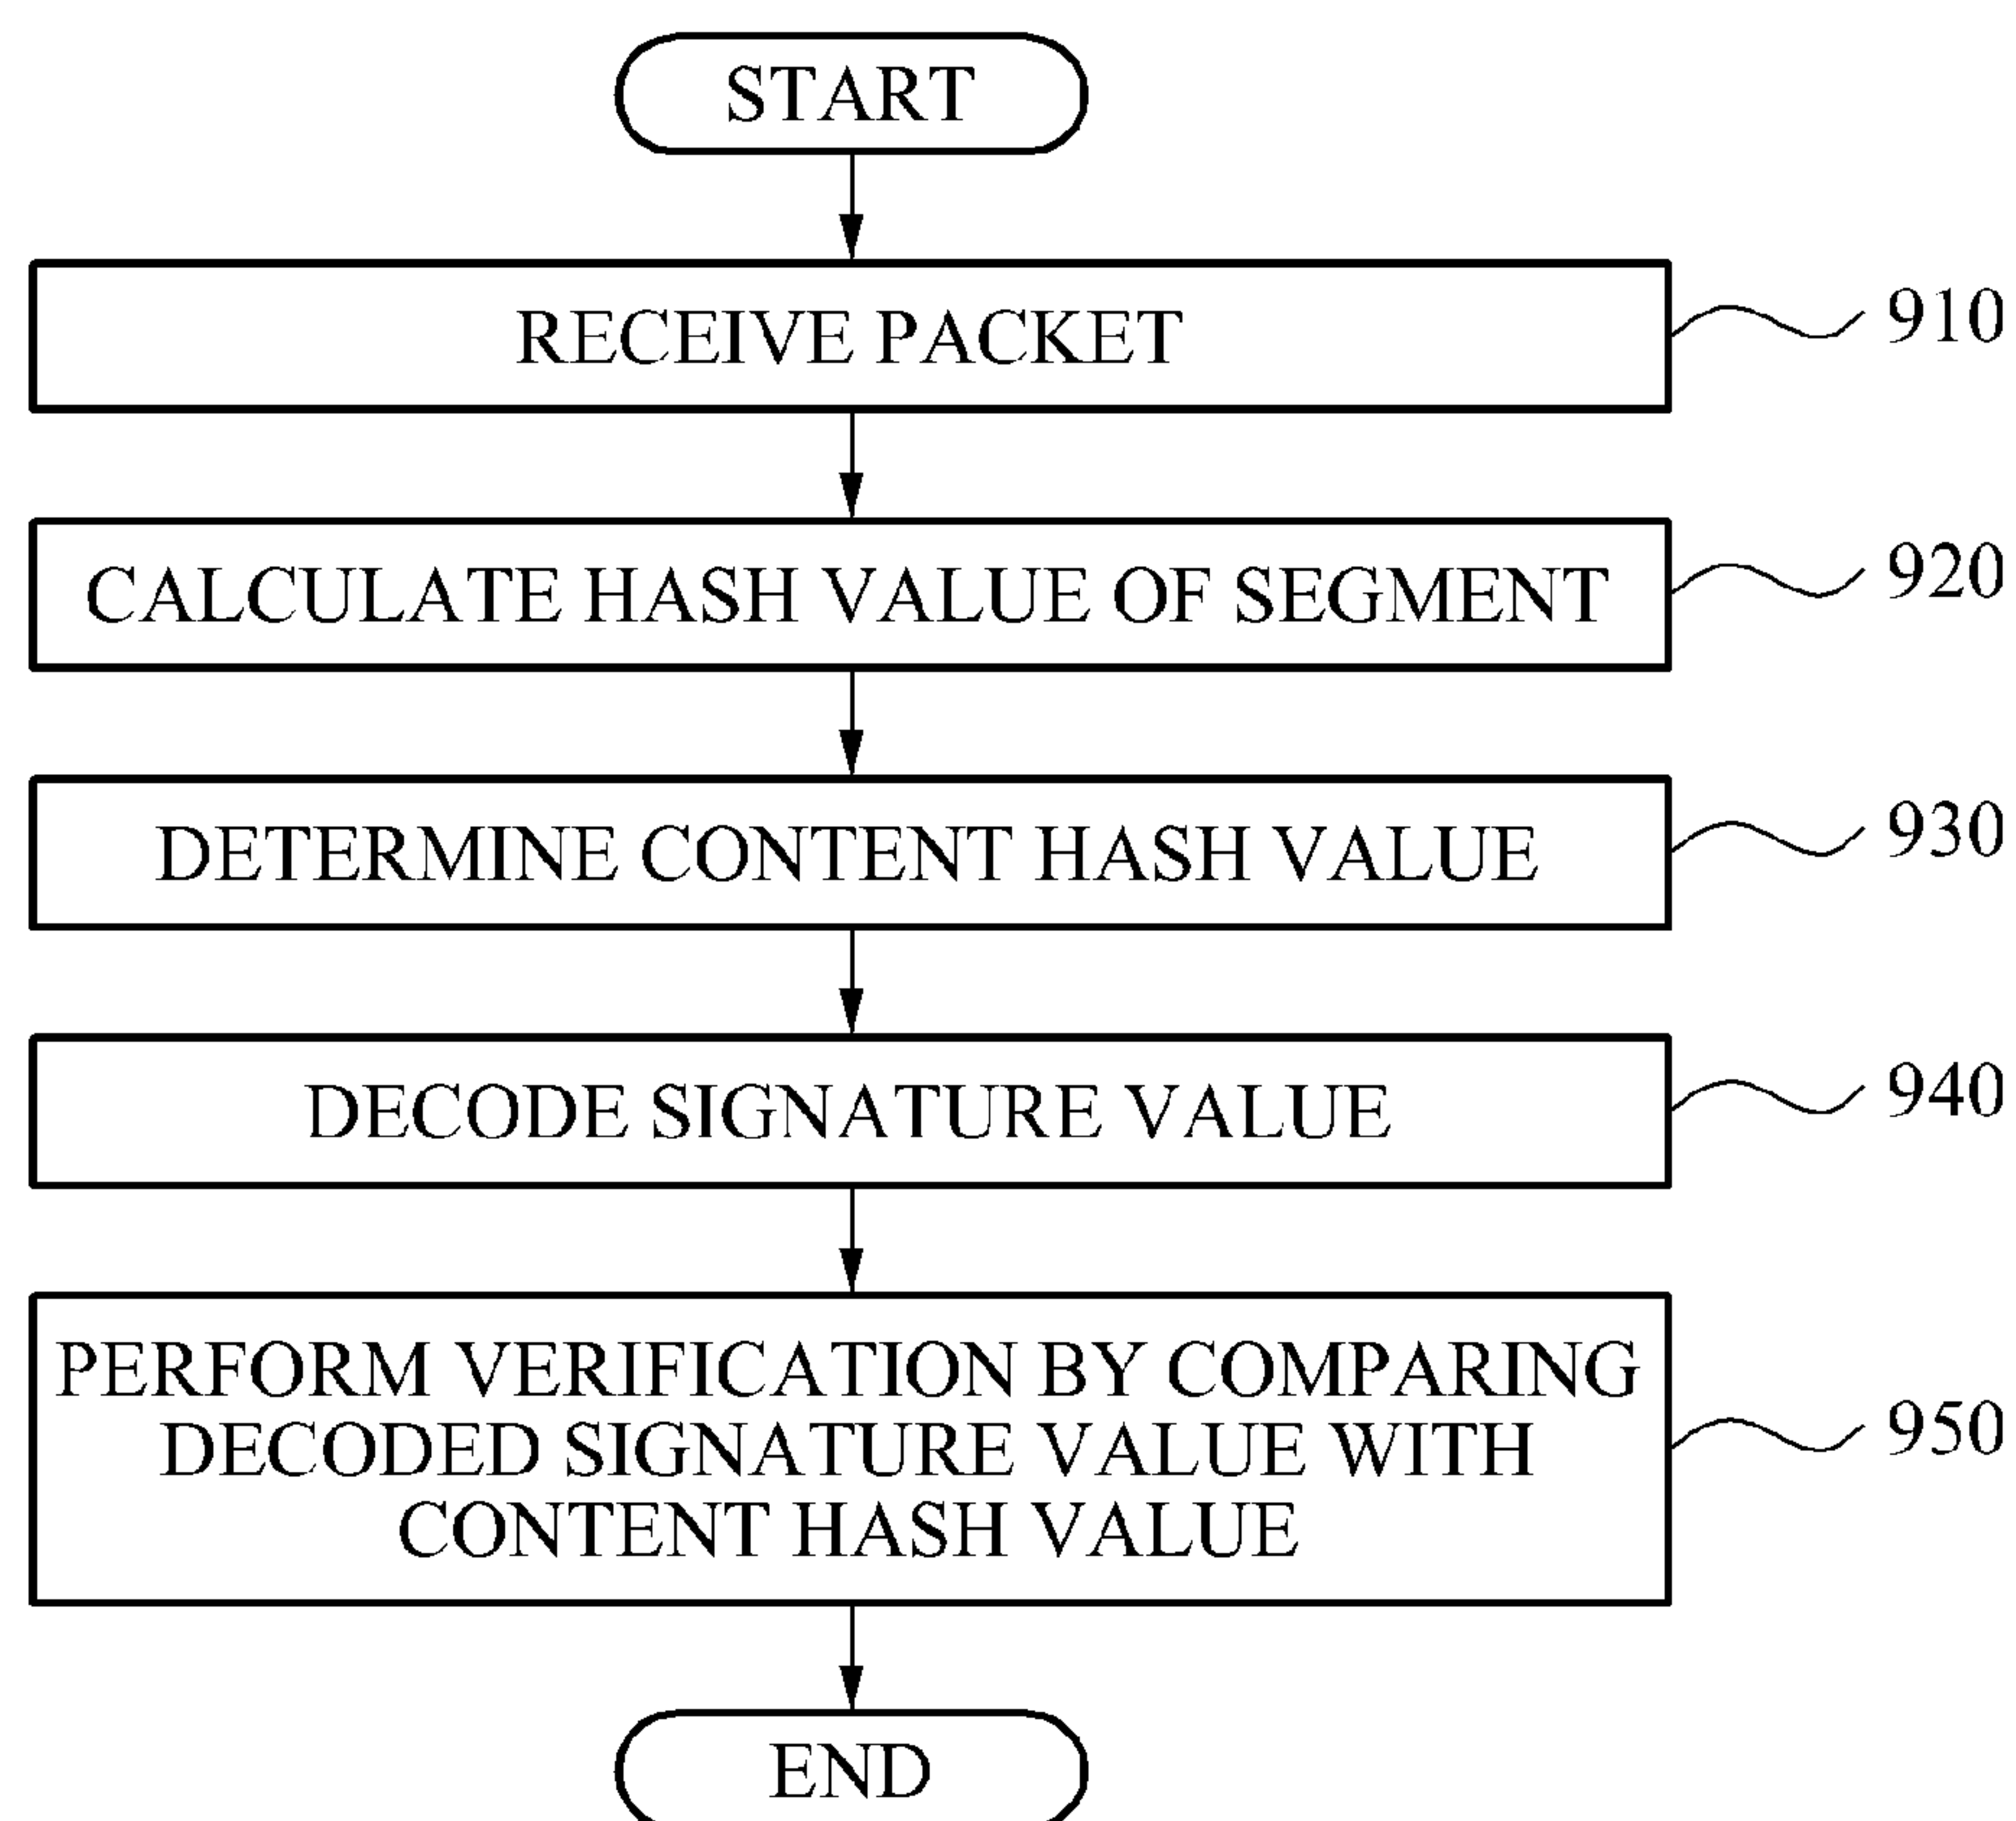 START
RECEIVE PACKET
910
CALCULATE HASH VALUE OF SEGMENT
920
DETERMINE CONTENT HASH VALUE
930
DECODE SIGNATURE VALUE
940
PERFORM VERIFICATION BY COMPARING
DECODED SIGNATURE VALUE WITH
CONTENT HASH VALUE
950
END